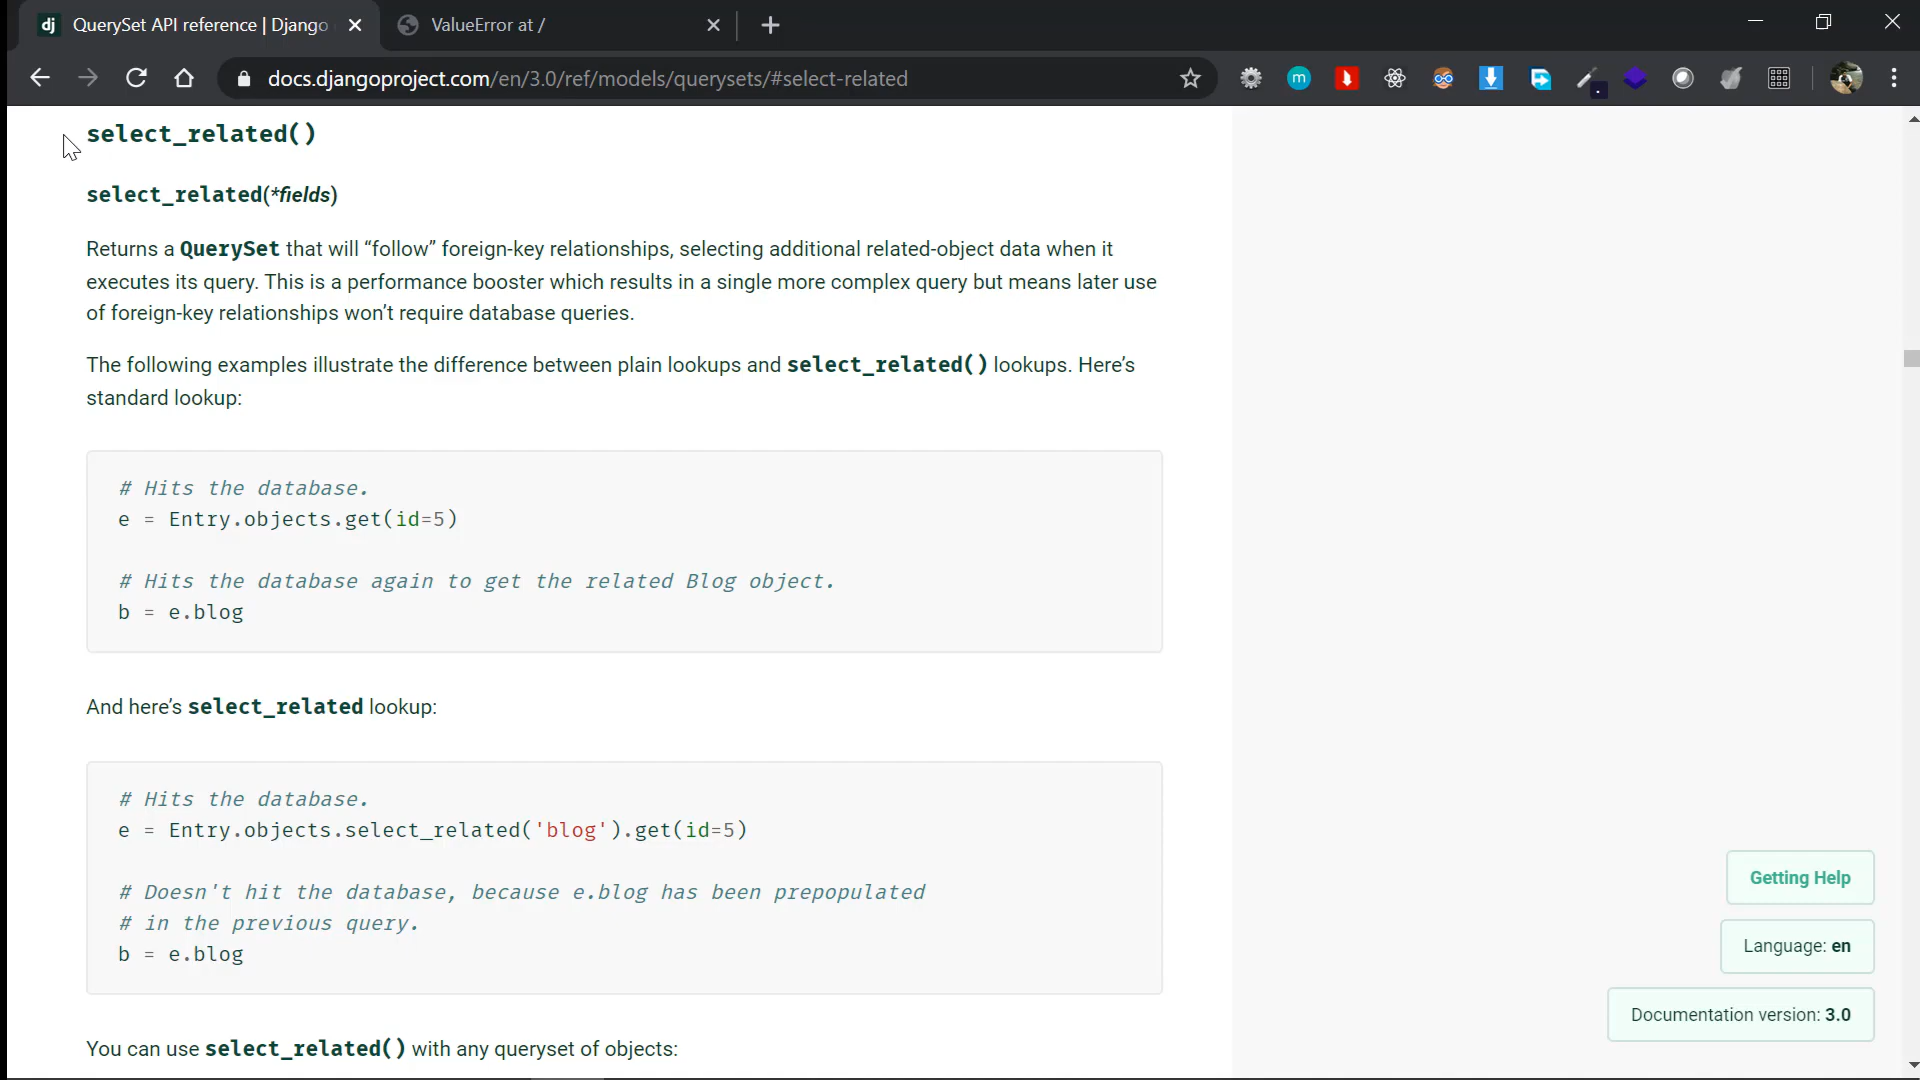 dj QuerySet API reference | Django
ValueError at /
docs.djangoproject.com/en/3.0/ref/models/querysets/#select-related
m
select_related()
select_related(*fields)
Returns a QuerySet that will “follow” foreign-key relationships, selecting additional related-object data when it
executes its query. This is a performance booster which results in a single more complex query but means later use
of foreign-key relationships won’t require database queries.
The following examples illustrate the difference between plain lookups and select_related() lookups. Here’s
standard lookup:
# Hits the database.
e = Entry.objects.get(id=5)
# Hits the database again to get the related Blog object.
b = e.blog
And here’s select_related lookup:
# Hits the database.
e = Entry.objects.select_related('blog').get(id=5)
# Doesn't hit the database, because e.blog has been prepopulated
# in the previous query.
b = e.blog
You can use select_related() with any queryset of objects:
Getting Help
Language: en
Documentation version: 3.0